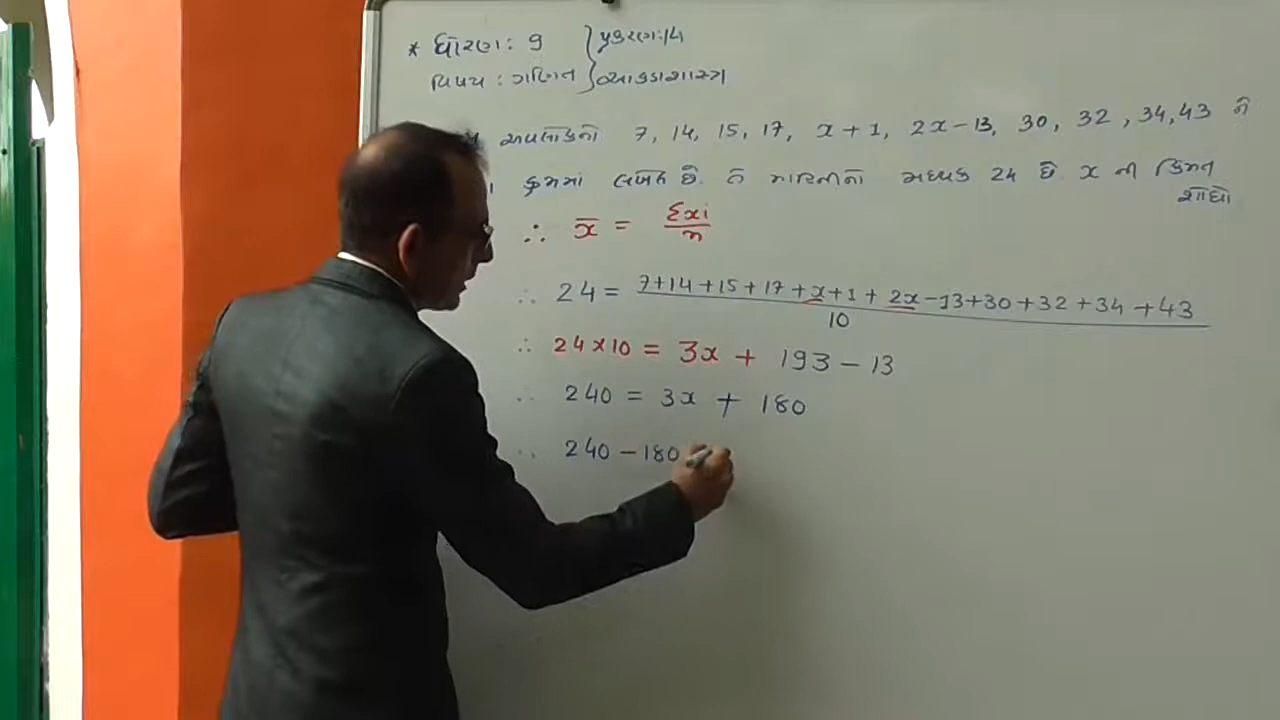 * ધોરણ : 9 પ્રકરણ : 14
વિષય : ગણિત આંકડાશાસ્ત્ર
અવલોકનો 7, 14, 15, 17, x + 1, 2x - 13, 30, 32, 34, 43 ને
ક્રમમાં છે. તે માહિતીનો મધ્યક 24 છે x ની કિંમત
શોધો
∴ x̄ = Σxi/n
∴ 24 = 7+14+15+17+x+1+2x-13+30+32+34+43/10
∴ 24×10 = 3x + 193 - 13
∴ 240 = 3x + 180
∴ 240 - 180